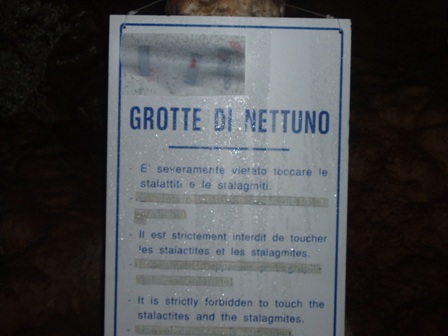 GROTTE DI NETTUNO
- E' severamente vietato toccare le
stalattiti e le stalagmiti.
- Il est strictement interdit de toucher
les stalactites et les stalagmites.
- It is strictly forbidden to touch the
stalactites and the stalagmites.